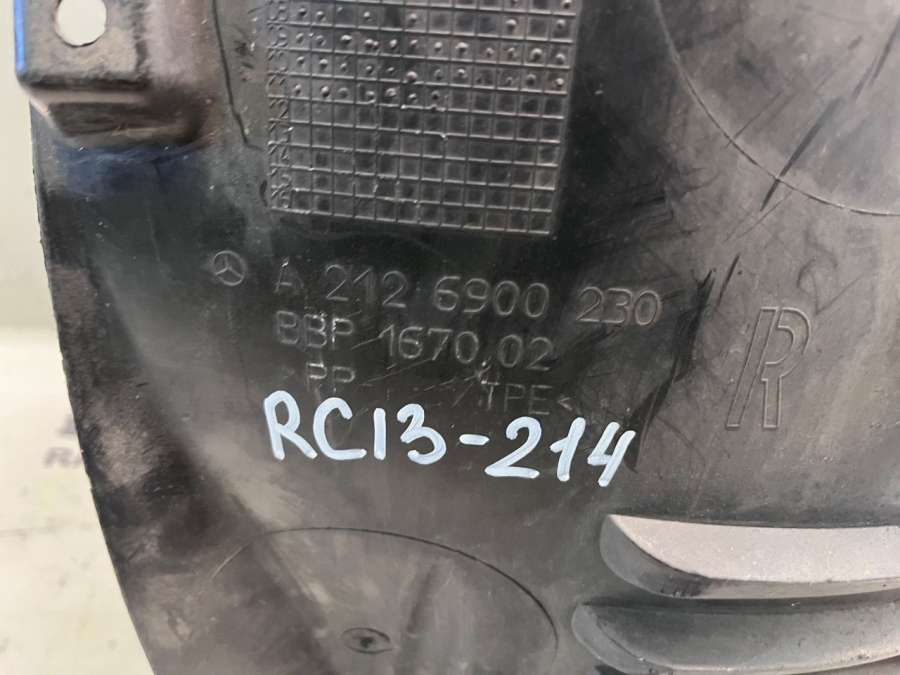 A 212 6900 230
BBP 1670.02
PP TPE<
RC13-214
R